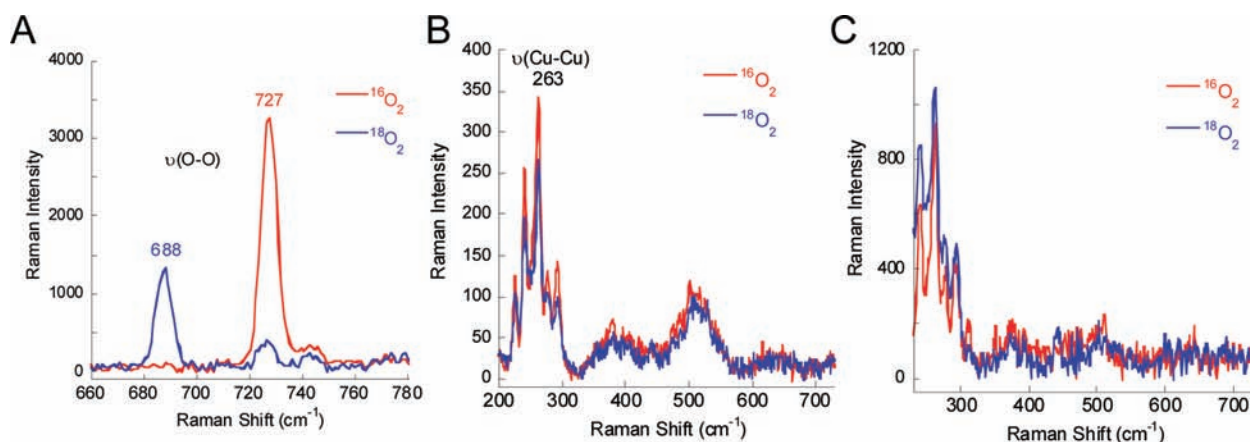 A
4000
3000
2000
1000
0
Raman Intensity
727
688
υ(O-O)
¹⁶O₂
¹⁸O₂
660 680 700 720 740 760 780
Raman Shift (cm⁻¹)
B
400
350
300
250
200
150
100
50
0
Raman Intensity
υ(Cu-Cu)
263
¹⁶O₂
¹⁸O₂
200 300 400 500 600 700
Raman Shift (cm⁻¹)
C
1200
800
400
0
Raman Intensity
¹⁶O₂
¹⁸O₂
300 400 500 600 700
Raman Shift (cm⁻¹)